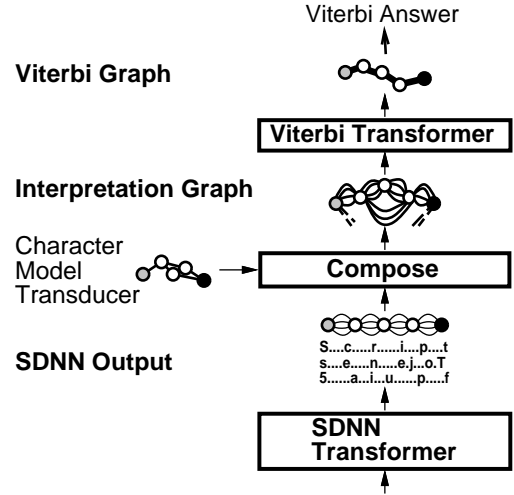 Viterbi Answer
Viterbi Graph
Viterbi Transformer
Interpretation Graph
Character
Model
Transducer
Compose
SDNN Output
S....c.....r......i....p....t
s....e.....n....e.j...o.T
5......a...i...u......p.....f
SDNN
Transformer